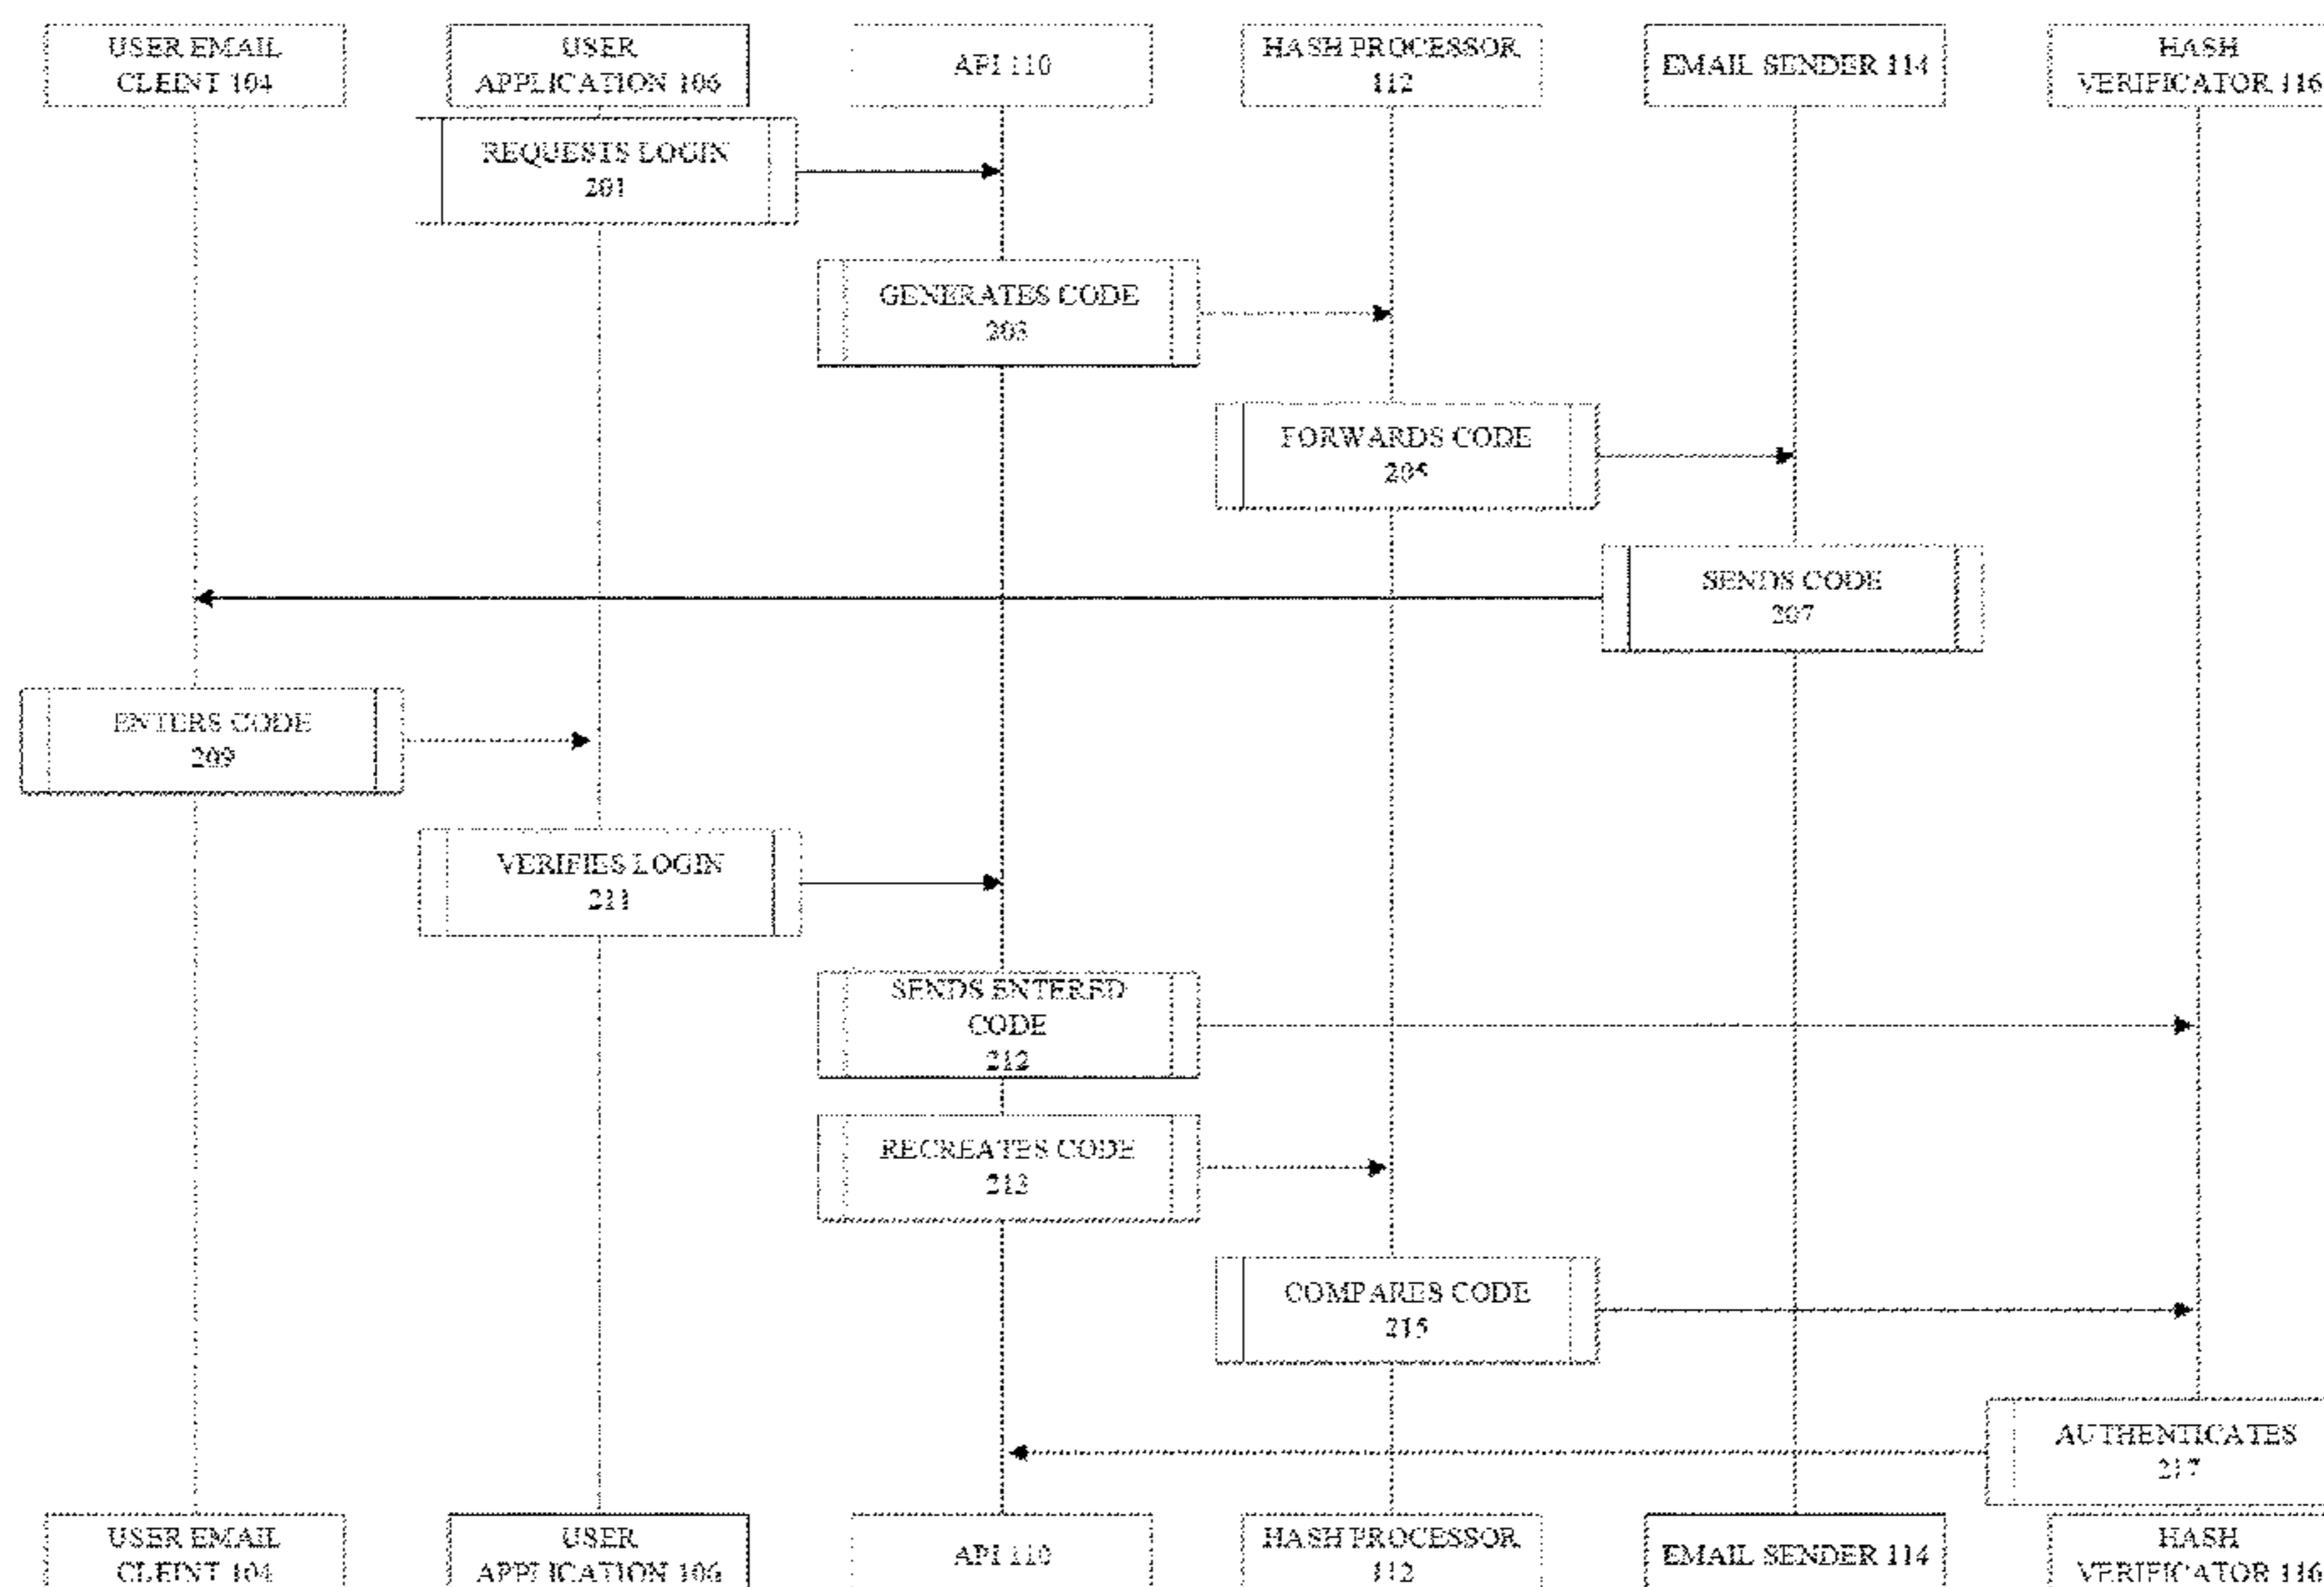 USER EMAIL
CLEINT 104
USER
APPLICATION 106
API 110
HASH PROCESSOR
112
EMAIL SENDER 114
HASH
VERIFICATOR 116
REQUESTS LOGIN
201
GENERATES CODE
203
FORWARDS CODE
205
SENDS CODE
207
ENTERS CODE
209
VERIFIES LOGIN
211
SENDS ENTERED
CODE
212
RECREATES CODE
213
COMPARES CODE
215
AUTHENTICATES
217
USER EMAIL
CLEINT 104
USER
APPLICATION 106
API 110
HASH PROCESSOR
112
EMAIL SENDER 114
HASH
VERIFICATOR 116